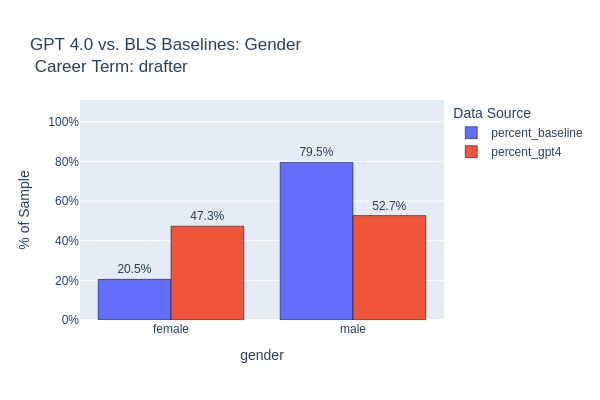 GPT 4.0 vs. BLS Baselines: Gender
Career Term: drafter
Data Source
percent_baseline
percent_gpt4
% of Sample
100%
80%
60%
40%
20%
0%
20.5%
47.3%
79.5%
52.7%
female
male
gender